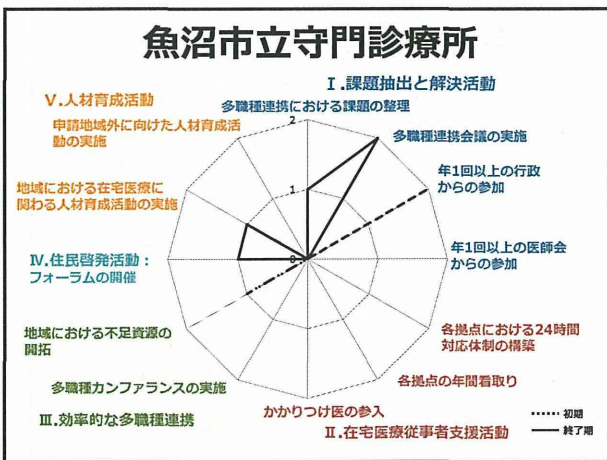 魚沼市立守門診療所
Ⅰ.課題抽出と解決活動
多職種連携における課題の整理
多職種連携会議の実施
年1回以上の行政
からの参加
年1回以上の医師会
からの参加
各拠点における24時間
対応体制の構築
各拠点の年間看取り
Ⅱ.在宅医療従事者支援活動
かかりつけ医の参入
Ⅲ.効率的な多職種連携
多職種カンファランスの実施
地域における不足資源の
開拓
Ⅳ.住民啓発活動：
フォーラムの開催
地域における在宅医療に
関わる人材育成活動の実施
申請地域外に向けた人材育成活
動の実施
Ⅴ.人材育成活動
2
1
0
初期
終了期